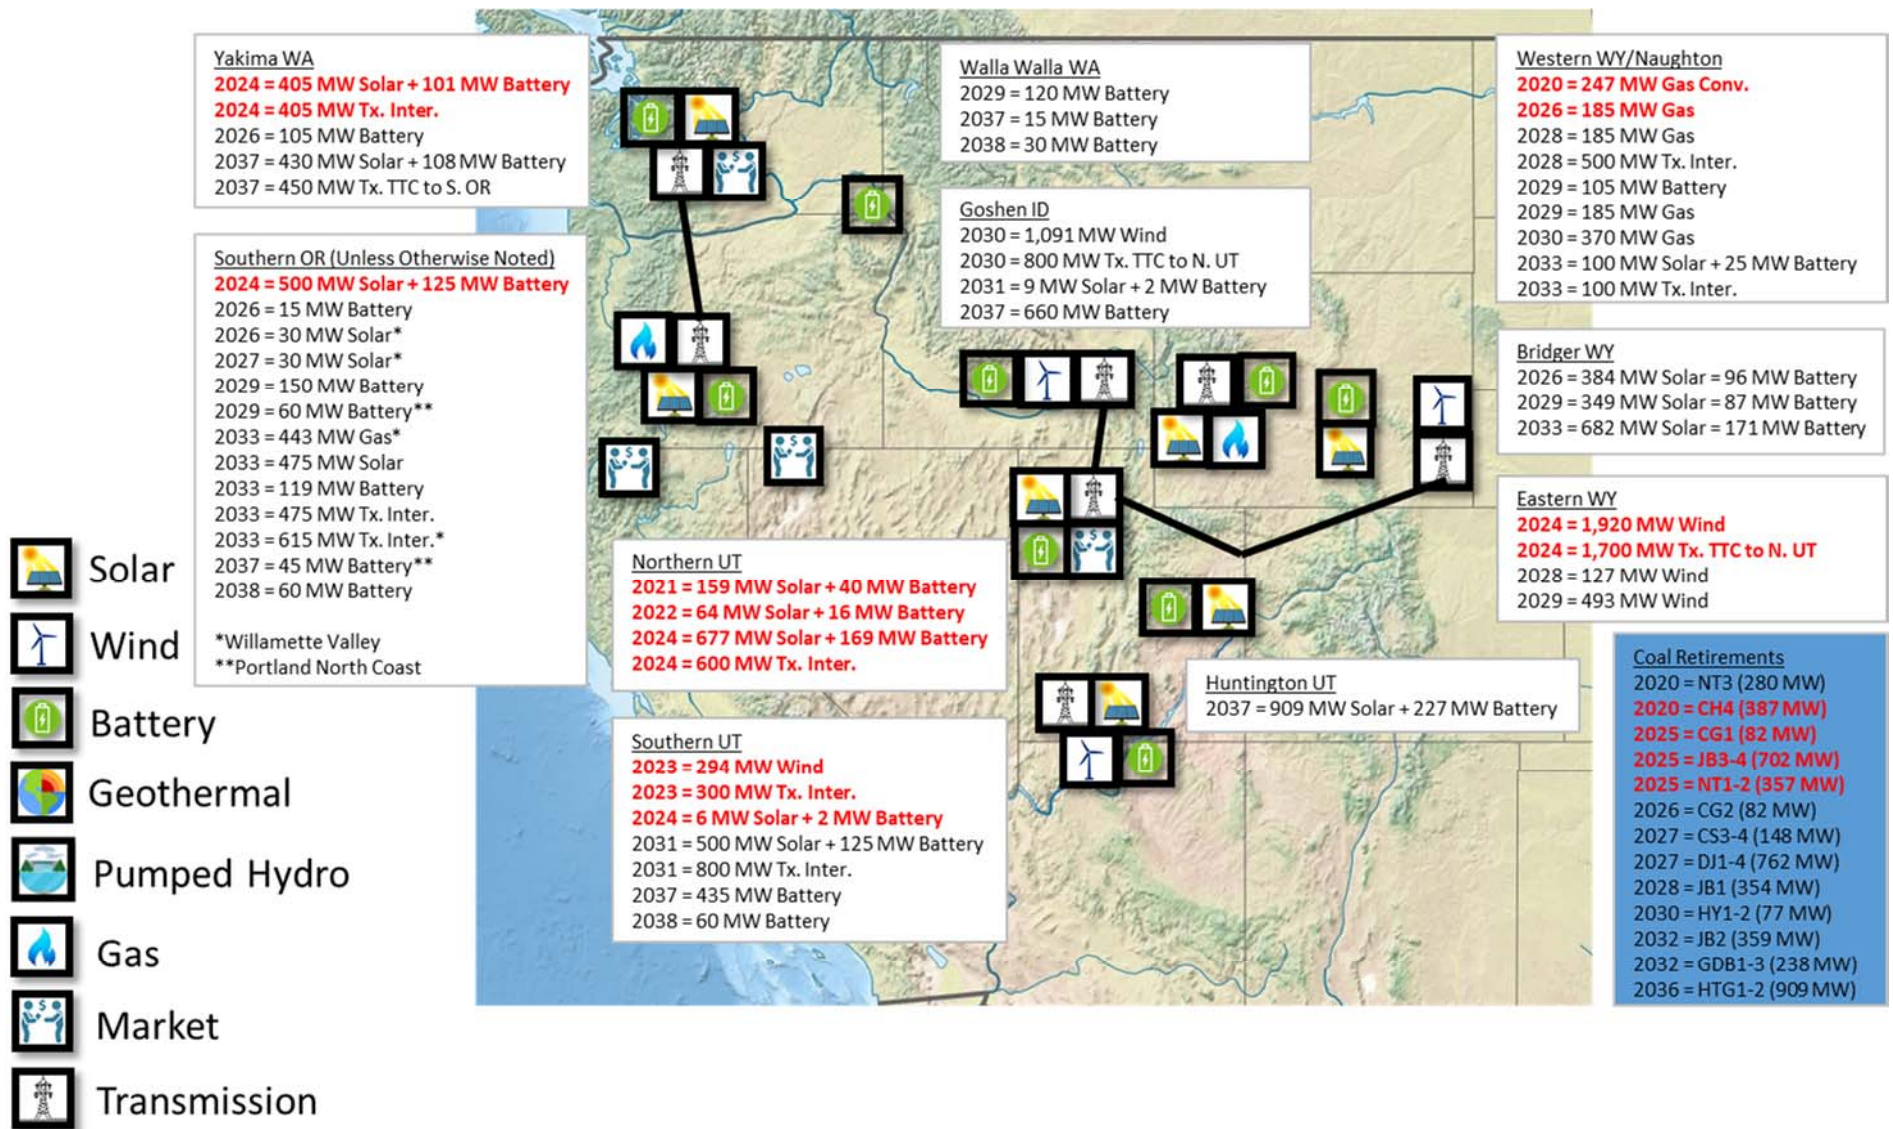 Yakima WA
2024 = 405 MW Solar + 101 MW Battery
2024 = 405 MW Tx. Inter.
2026 = 105 MW Battery
2037 = 430 MW Solar + 108 MW Battery
2037 = 450 MW Tx. TTC to S. OR
Southern OR (Unless Otherwise Noted)
2024 = 500 MW Solar + 125 MW Battery
2026 = 15 MW Battery
2026 = 30 MW Solar*
2027 = 30 MW Solar*
2029 = 150 MW Battery
2029 = 60 MW Battery**
2033 = 443 MW Gas*
2033 = 475 MW Solar
2033 = 119 MW Battery
2033 = 475 MW Tx. Inter.
2033 = 615 MW Tx. Inter.*
2037 = 45 MW Battery**
2038 = 60 MW Battery
*Willamette Valley
**Portland North Coast
Walla Walla WA
2029 = 120 MW Battery
2037 = 15 MW Battery
2038 = 30 MW Battery
Goshen ID
2030 = 1,091 MW Wind
2030 = 800 MW Tx. TTC to N. UT
2031 = 9 MW Solar + 2 MW Battery
2037 = 660 MW Battery
Western WY/Naughton
2020 = 247 MW Gas Conv.
2026 = 185 MW Gas
2028 = 185 MW Gas
2028 = 500 MW Tx. Inter.
2029 = 105 MW Battery
2029 = 185 MW Gas
2030 = 370 MW Gas
2033 = 100 MW Solar + 25 MW Battery
2033 = 100 MW Tx. Inter.
Bridger WY
2026 = 384 MW Solar = 96 MW Battery
2029 = 349 MW Solar = 87 MW Battery
2033 = 682 MW Solar = 171 MW Battery
Eastern WY
2024 = 1,920 MW Wind
2024 = 1,700 MW Tx. TTC to N. UT
2028 = 127 MW Wind
2029 = 493 MW Wind
Northern UT
2021 = 159 MW Solar + 40 MW Battery
2022 = 64 MW Solar + 16 MW Battery
2024 = 677 MW Solar + 169 MW Battery
2024 = 600 MW Tx. Inter.
Southern UT
2023 = 294 MW Wind
2023 = 300 MW Tx. Inter.
2024 = 6 MW Solar + 2 MW Battery
2031 = 500 MW Solar + 125 MW Battery
2031 = 800 MW Tx. Inter.
2037 = 435 MW Battery
2038 = 60 MW Battery
Huntington UT
2037 = 909 MW Solar + 227 MW Battery
Coal Retirements
2020 = NT3 (280 MW)
2020 = CH4 (387 MW)
2025 = CG1 (82 MW)
2025 = JB3-4 (702 MW)
2025 = NT1-2 (357 MW)
2026 = CG2 (82 MW)
2027 = CS3-4 (148 MW)
2027 = DJ1-4 (762 MW)
2028 = JB1 (354 MW)
2030 = HY1-2 (77 MW)
2032 = JB2 (359 MW)
2032 = GDB1-3 (238 MW)
2036 = HTG1-2 (909 MW)
Solar
Wind
Battery
Geothermal
Pumped Hydro
Gas
Market
Transmission